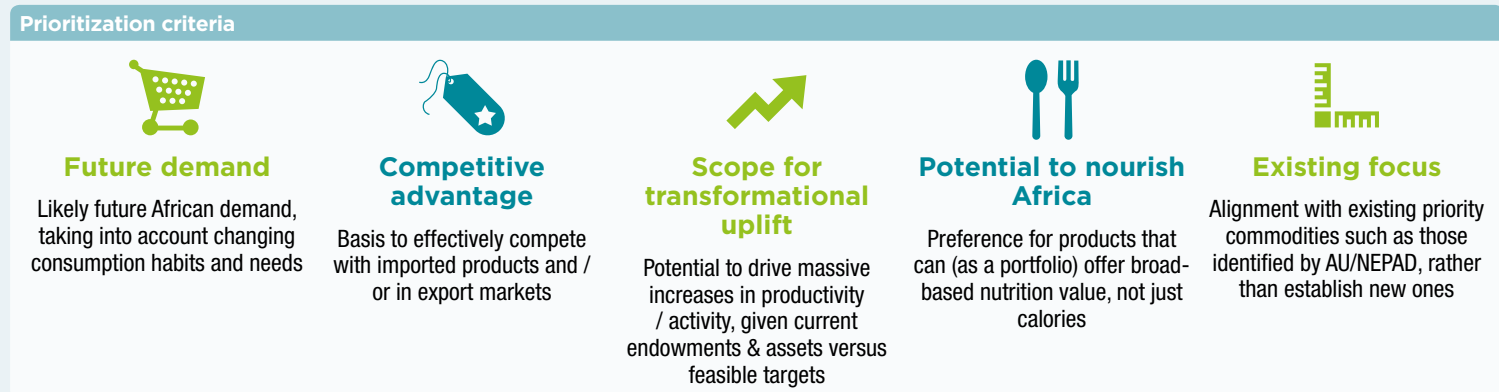 Prioritization criteria
Future demand
Likely future African demand,
taking into account changing
consumption habits and needs
Competitive
advantage
Basis to effectively compete
with imported products and /
or in export markets
Scope for
transformational
uplift
Potential to drive massive
increases in productivity
/ activity, given current
endowments & assets versus
feasible targets
Potential to nourish
Africa
Preference for products that
can (as a portfolio) offer broad-
based nutrition value, not just
calories
Existing focus
Alignment with existing priority
commodities such as those
identified by AU/NEPAD, rather
than establish new ones